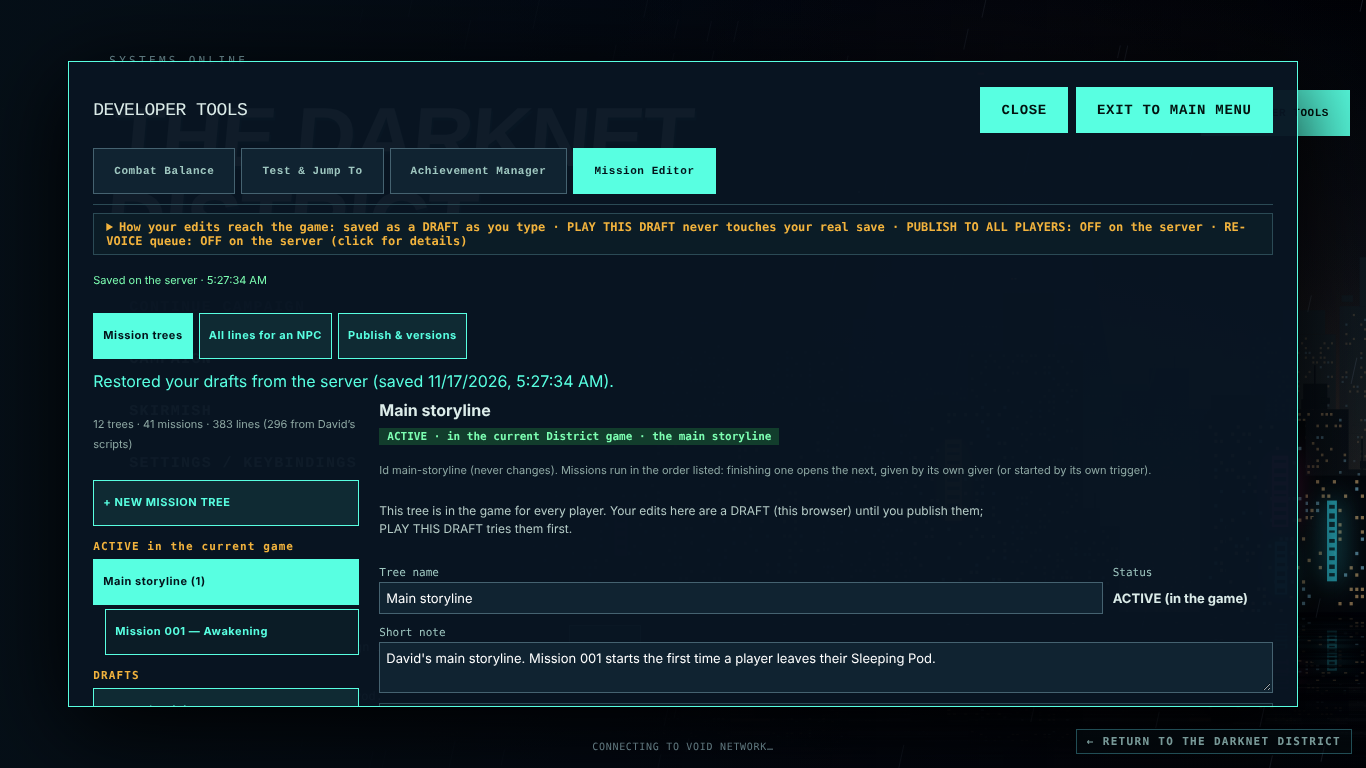 SYSTEMS ONLINE
DEVELOPER TOOLS
CLOSE
EXIT TO MAIN MENU
TOOLS
THE DARKNET
DISTRICT
Combat Balance
Test & Jump To
Achievement Manager
Mission Editor
▶ How your edits reach the game: saved as a DRAFT as you type · PLAY THIS DRAFT never touches your real save · PUBLISH TO ALL PLAYERS: OFF on the server · RE-
VOICE queue: OFF on the server (click for details)
Saved on the server · 5:27:34 AM
Mission trees
All lines for an NPC
Publish & versions
Restored your drafts from the server (saved 11/17/2026, 5:27:34 AM).
SKIRMISH
12 trees · 41 missions · 383 lines (296 from David's
scripts)
SETTINGS / KEYBINDINGS
+ NEW MISSION TREE
ACTIVE in the current game
Main storyline (1)
Mission 001 — Awakening
DRAFTS
Main storyline
ACTIVE · in the current District game · the main storyline
Id main-storyline (never changes). Missions run in the order listed: finishing one opens the next, given by its own giver (or started by its own trigger).
This tree is in the game for every player. Your edits here are a DRAFT (this browser) until you publish them;
PLAY THIS DRAFT tries them first.
Tree name
Status
Main storyline
ACTIVE (in the game)
Short note
David's main storyline. Mission 001 starts the first time a player leaves their Sleeping Pod.
CONNECTING TO VOID NETWORK…
← RETURN TO THE DARKNET DISTRICT